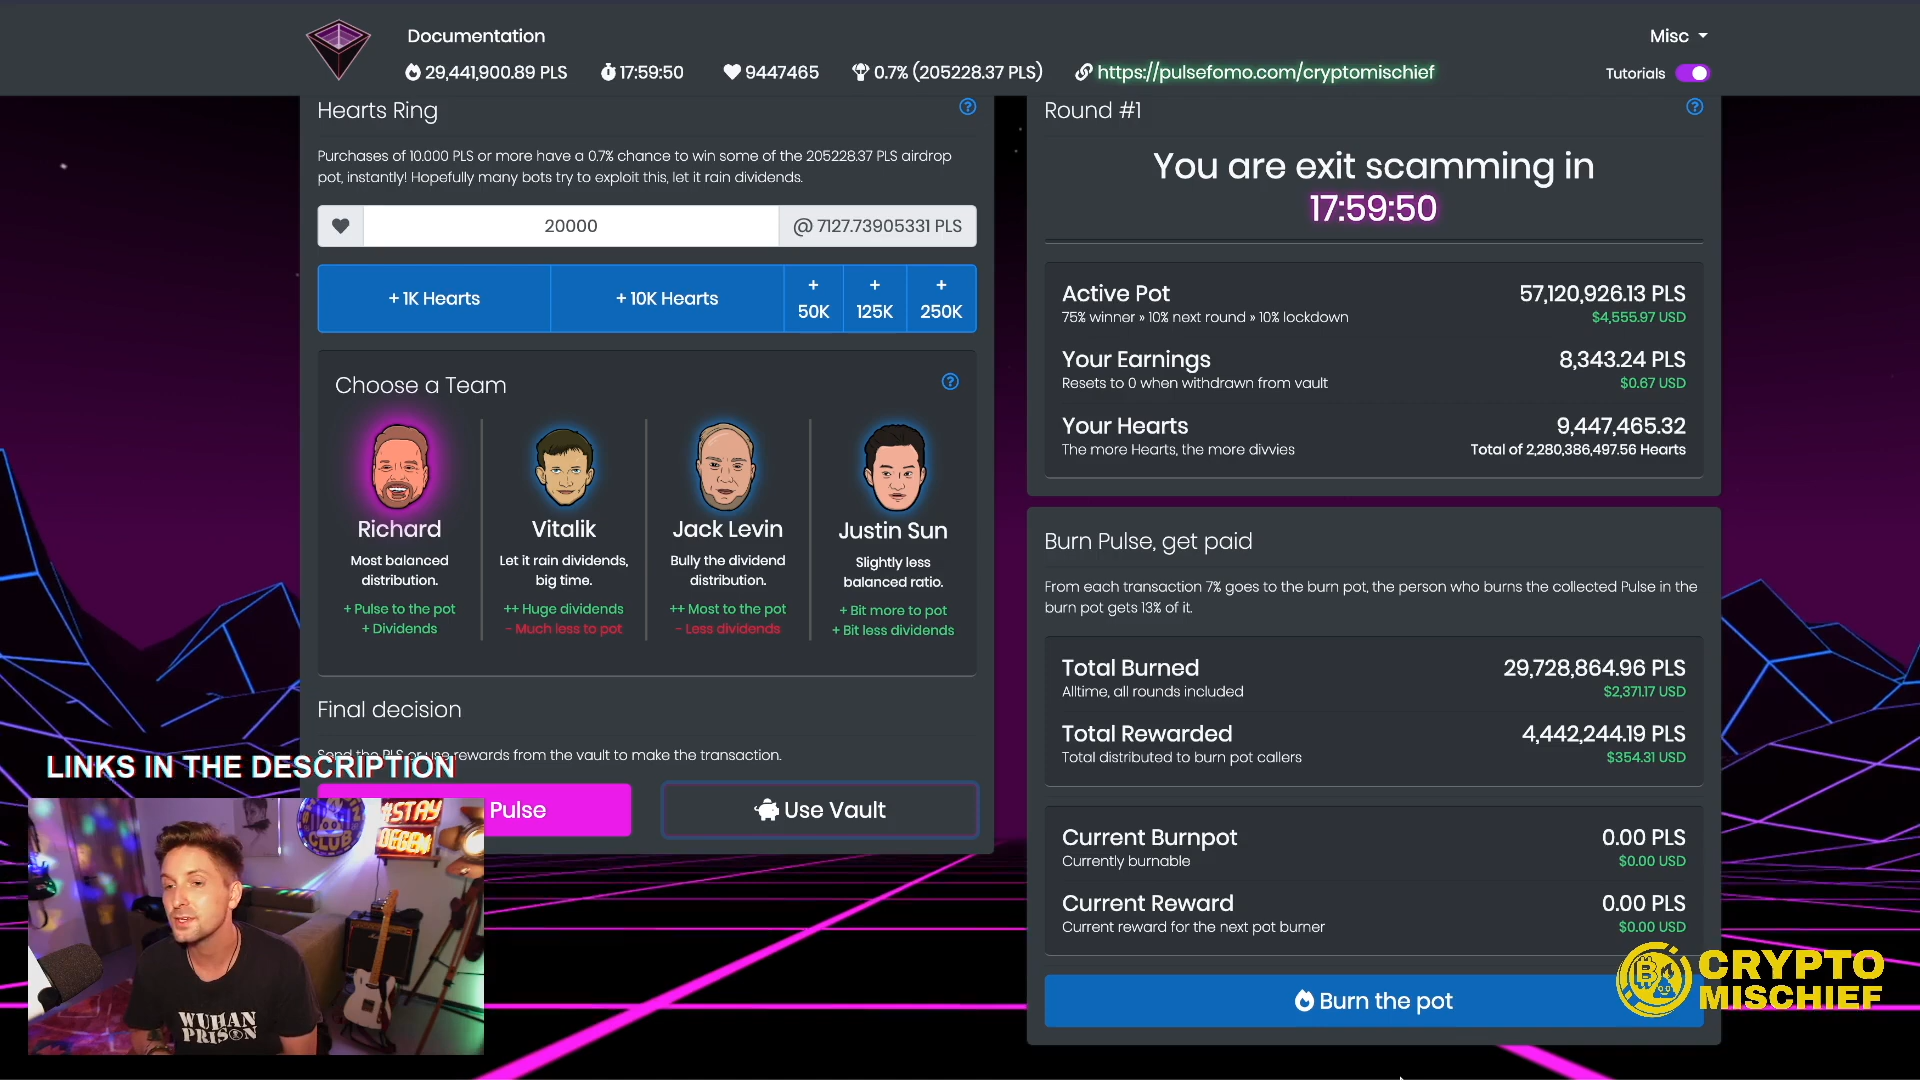 Documentation
Misc
29,441,900.89 PLS
17:59:50
9447465
0.7% (205228.37 PLS)
https://pulsefomo.com/cryptomischief
Tutorials
Hearts Ring
Purchases of 10.000 PLS or more have a 0.7% chance to win some of the 205228.37 PLS airdrop
pot, instantly! Hopefully many bots try to exploit this, let it rain dividends.
20000
@ 7127.73905331 PLS
+ 1K Hearts
+ 10K Hearts
+
50K
+
125K
+
250K
Choose a Team
Richard
Most balanced
distribution.
+ Pulse to the pot
+ Dividends
Vitalik
Let it rain dividends,
big time.
++ Huge dividends
- Much less to pot
Jack Levin
Bully the dividend
distribution.
++ Most to the pot
- Less dividends
Justin Sun
Slightly less
balanced ratio.
+ Bit more to pot
+ Bit less dividends
Final decision
Send the PLS or use rewards from the vault to make the transaction.
LINKS IN THE DESCRIPTION
Pulse
Use Vault
CLUB
#STAY
DEGEN
WUHAN
PRISON
Round #1
You are exit scamming in
17:59:50
Active Pot
57,120,926.13 PLS
75% winner » 10% next round » 10% lockdown
$4,555.97 USD
Your Earnings
8,343.24 PLS
Resets to 0 when withdrawn from vault
$0.67 USD
Your Hearts
9,447,465.32
The more Hearts, the more divvies
Total of 2,280,386,497.56 Hearts
Burn Pulse, get paid
From each transaction 7% goes to the burn pot, the person who burns the collected Pulse in the
burn pot gets 13% of it.
Total Burned
29,728,864.96 PLS
Alltime, all rounds included
$2,371.17 USD
Total Rewarded
4,442,244.19 PLS
Total distributed to burn pot callers
$354.31 USD
Current Burnpot
0.00 PLS
Currently burnable
$0.00 USD
Current Reward
0.00 PLS
Current reward for the next pot burner
$0.00 USD
Burn the pot
CRYPTO
MISCHIEF